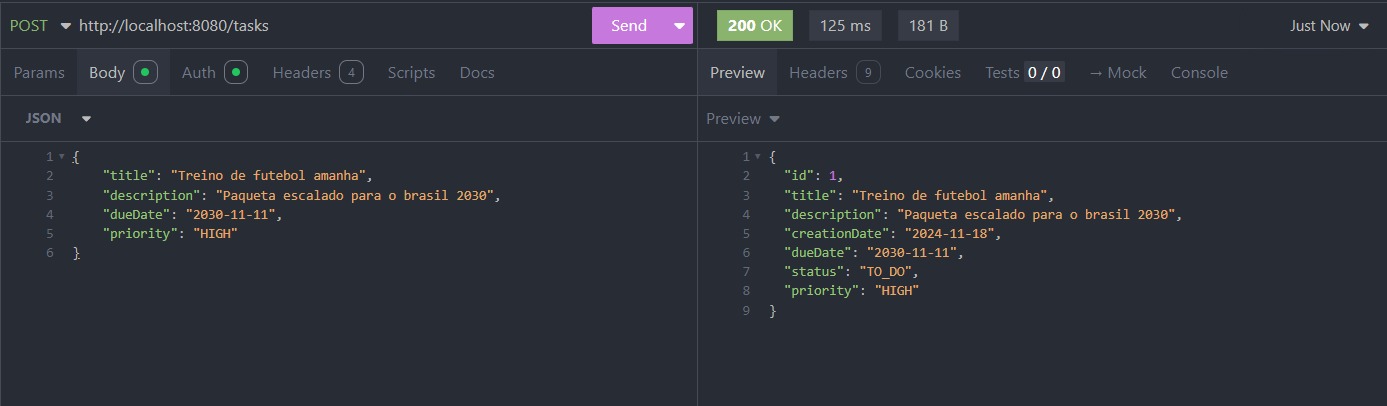 POST http://localhost:8080/tasks Send 200 OK 125 ms 181 B Just Now
Params Body Auth Headers 4 Scripts Docs Preview Headers 9 Cookies Tests 0 / 0 → Mock Console
JSON Preview
1 {
2 "title": "Treino de futebol amanha",
3 "description": "Paqueta escalado para o brasil 2030",
4 "dueDate": "2030-11-11",
5 "priority": "HIGH"
6 }
1 {
2 "id": 1,
3 "title": "Treino de futebol amanha",
4 "description": "Paqueta escalado para o brasil 2030",
5 "creationDate": "2024-11-18",
6 "dueDate": "2030-11-11",
7 "status": "TO_DO",
8 "priority": "HIGH"
9 }